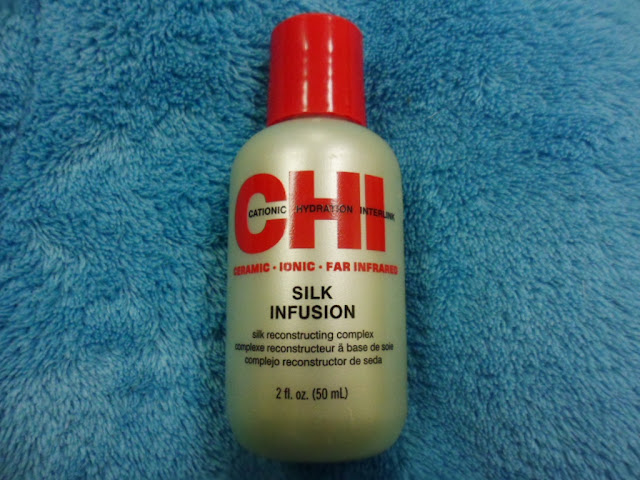 CHI
CATIONIC HYDRATION INTERLINK
CERAMIC • IONIC • FAR INFRARED
SILK
INFUSION
silk reconstructing complex
complexe reconstructeur à base de soie
complejo reconstructor de seda
2 fl. oz. (50 mL)